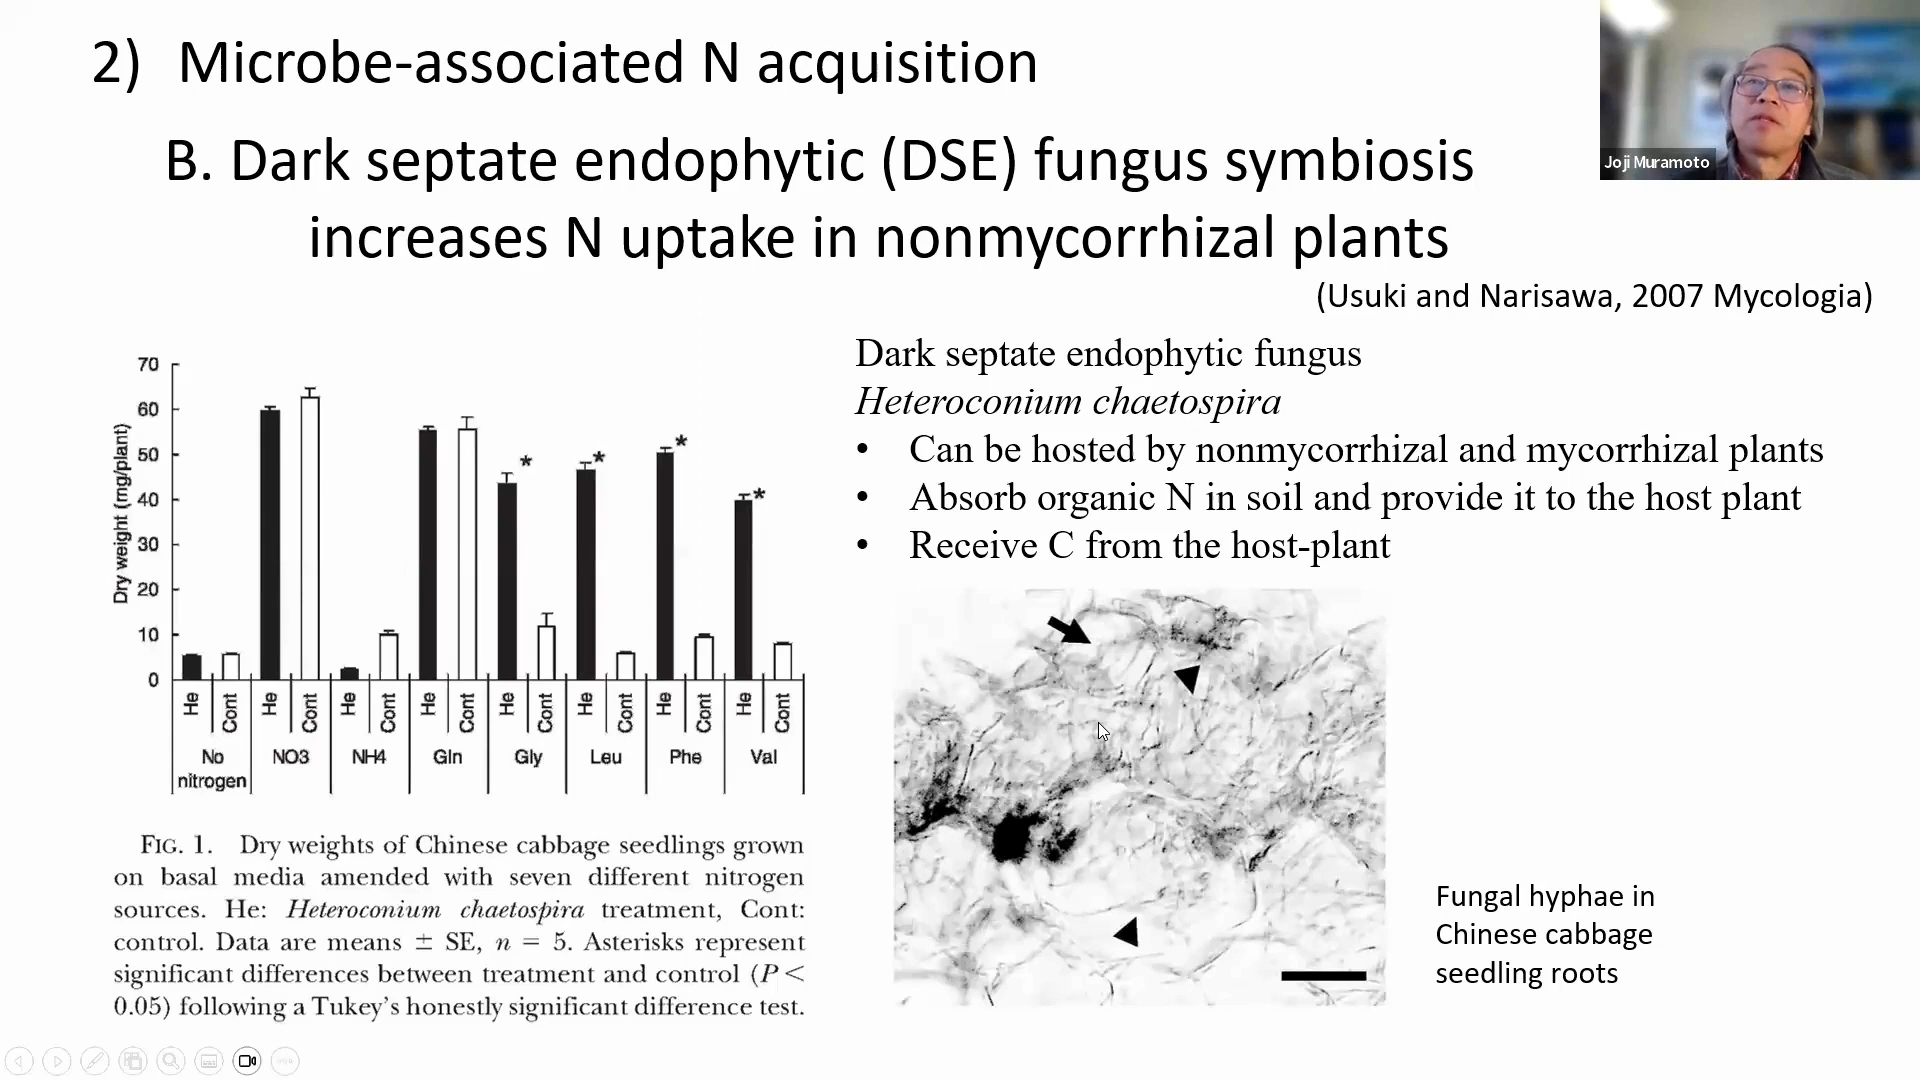 2) Microbe-associated N acquisition
B. Dark septate endophytic (DSE) fungus symbiosis
increases N uptake in nonmycorrhizal plants
(Usuki and Narisawa, 2007 Mycologia)
Joji Muramoto
Dry weight (mg/plant)
70
60
50
40
30
20
10
0
* * * *
He Cont He Cont He Cont He Cont He Cont He Cont He Cont He Cont
No nitrogen NO3 NH4 Gln Gly Leu Phe Val
FIG. 1. Dry weights of Chinese cabbage seedlings grown
on basal media amended with seven different nitrogen
sources. He: Heteroconium chaetospira treatment, Cont:
control. Data are means ± SE, n = 5. Asterisks represent
significant differences between treatment and control (P <
0.05) following a Tukey's honestly significant difference test.
Dark septate endophytic fungus
Heteroconium chaetospira
• Can be hosted by nonmycorrhizal and mycorrhizal plants
• Absorb organic N in soil and provide it to the host plant
• Receive C from the host-plant
Fungal hyphae in
Chinese cabbage
seedling roots